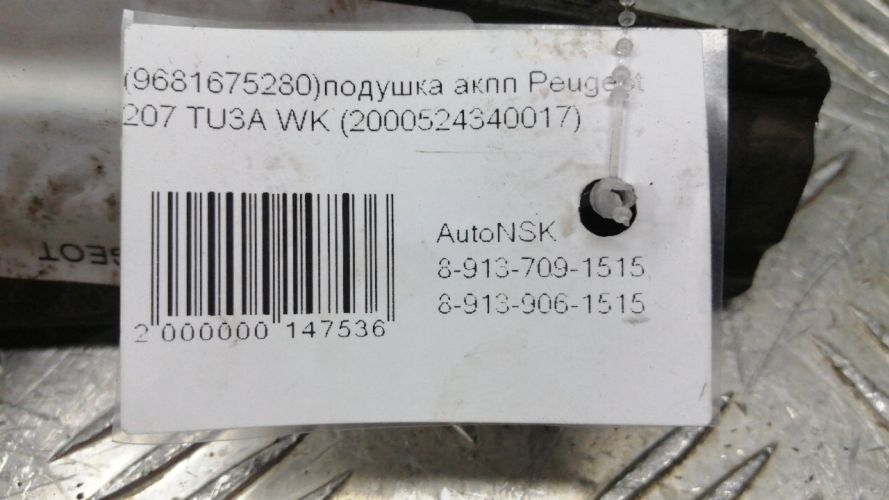 (9681675280)подушка акпп Peugeot
207 TU3A WK (2000524340017)
AutoNSK
8-913-709-1515
8-913-906-1515
2 000000 147536
GEOT